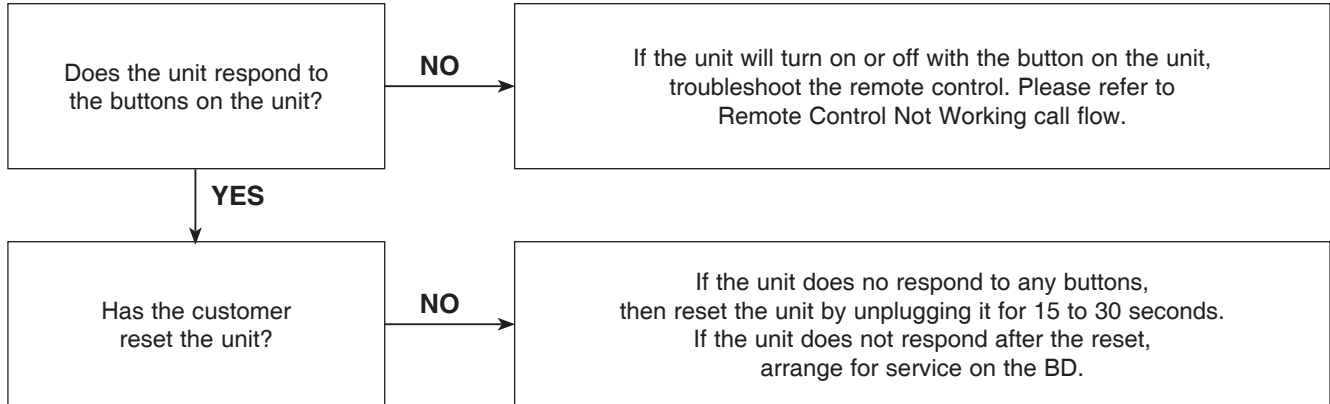 Does the unit respond to
the buttons on the unit?
NO
If the unit will turn on or off with the button on the unit,
troubleshoot the remote control. Please refer to
Remote Control Not Working call flow.
YES
Has the customer
reset the unit?
NO
If the unit does no respond to any buttons,
then reset the unit by unplugging it for 15 to 30 seconds.
If the unit does not respond after the reset,
arrange for service on the BD.